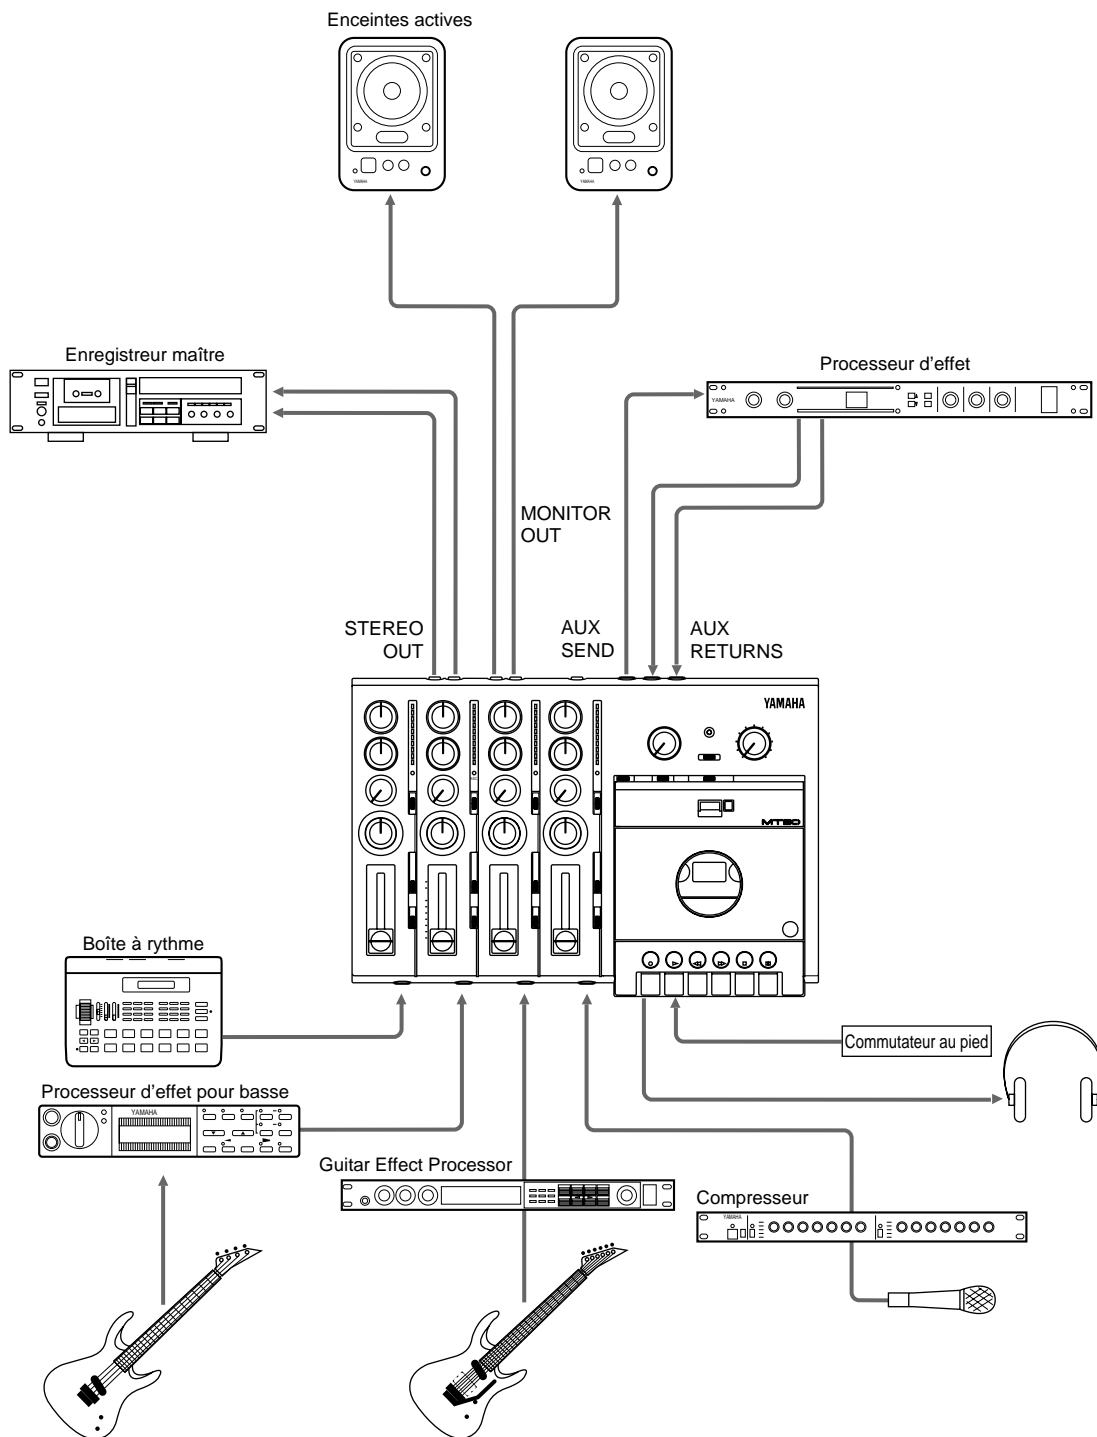 Enceintes actives
YAMAHA
YAMAHA
Enregistreur maître
Processeur d'effet
YAMAHA
MONITOR
OUT
STEREO
OUT
AUX
SEND
AUX
RETURNS
YAMAHA
Boîte à rythme
Commutateur au pied
Processeur d'effet pour basse
YAMAHA
Guitar Effect Processor
Compresseur
YAMAHA